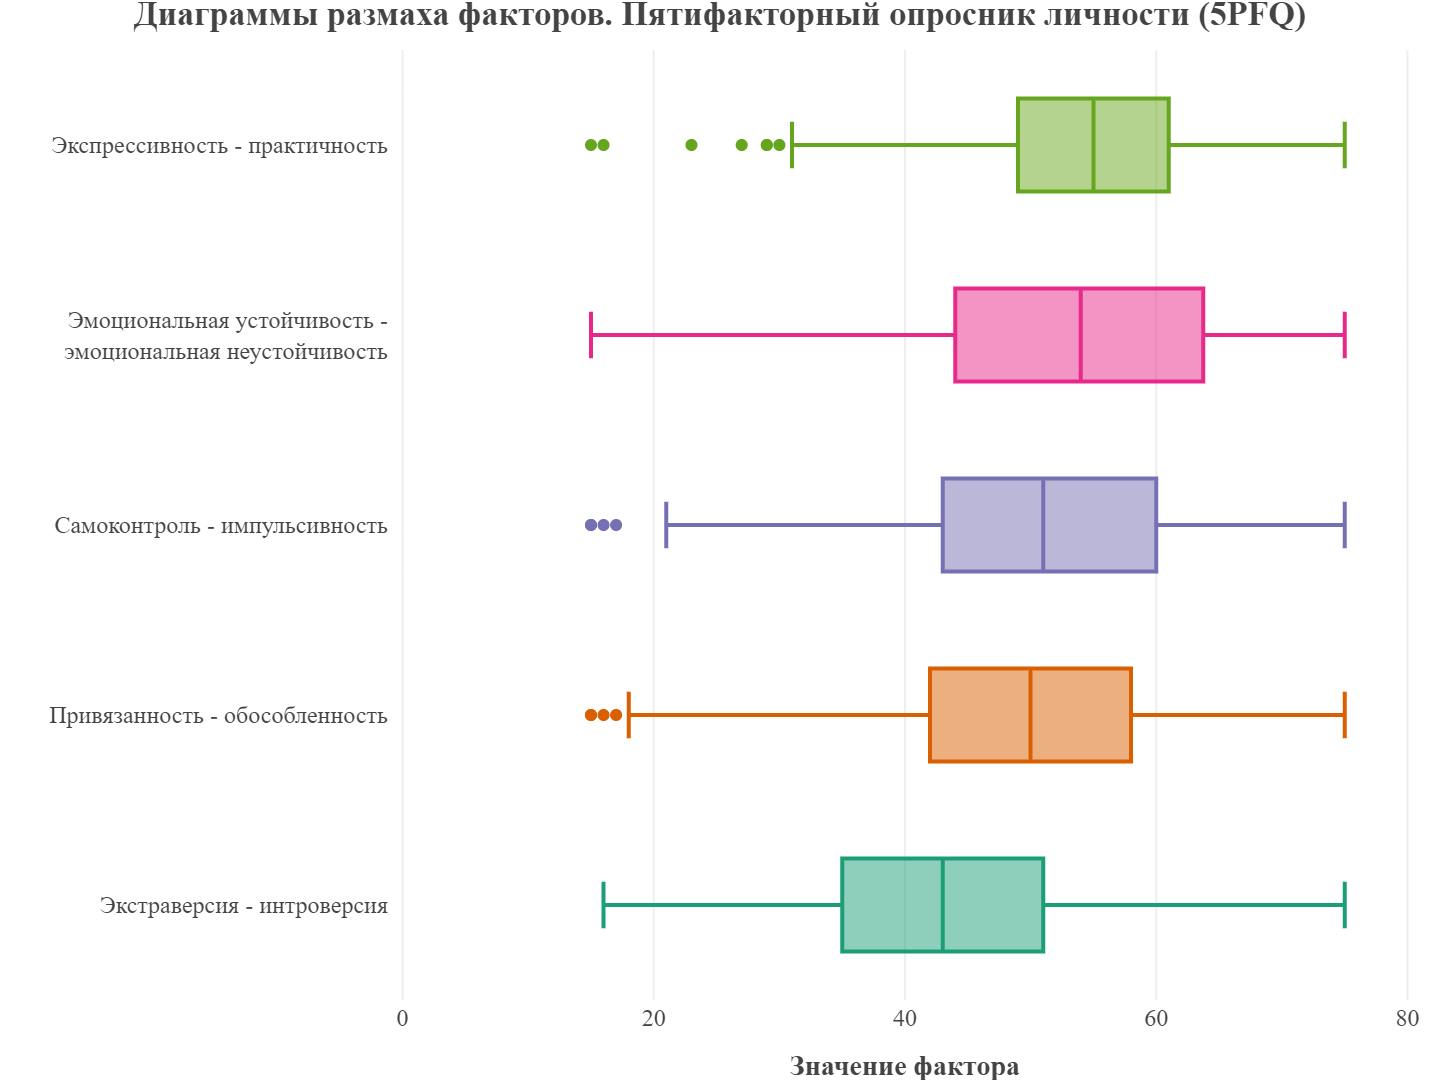 Диаграммы размаха факторов. Пятифакторный опросник личности (5PFQ)
Экспрессивность - практичность
Эмоциональная устойчивость -
эмоциональная неустойчивость
Самоконтроль - импульсивность
Привязанность - обособленность
Экстраверсия - интроверсия
0 20 40 60 80
Значение фактора